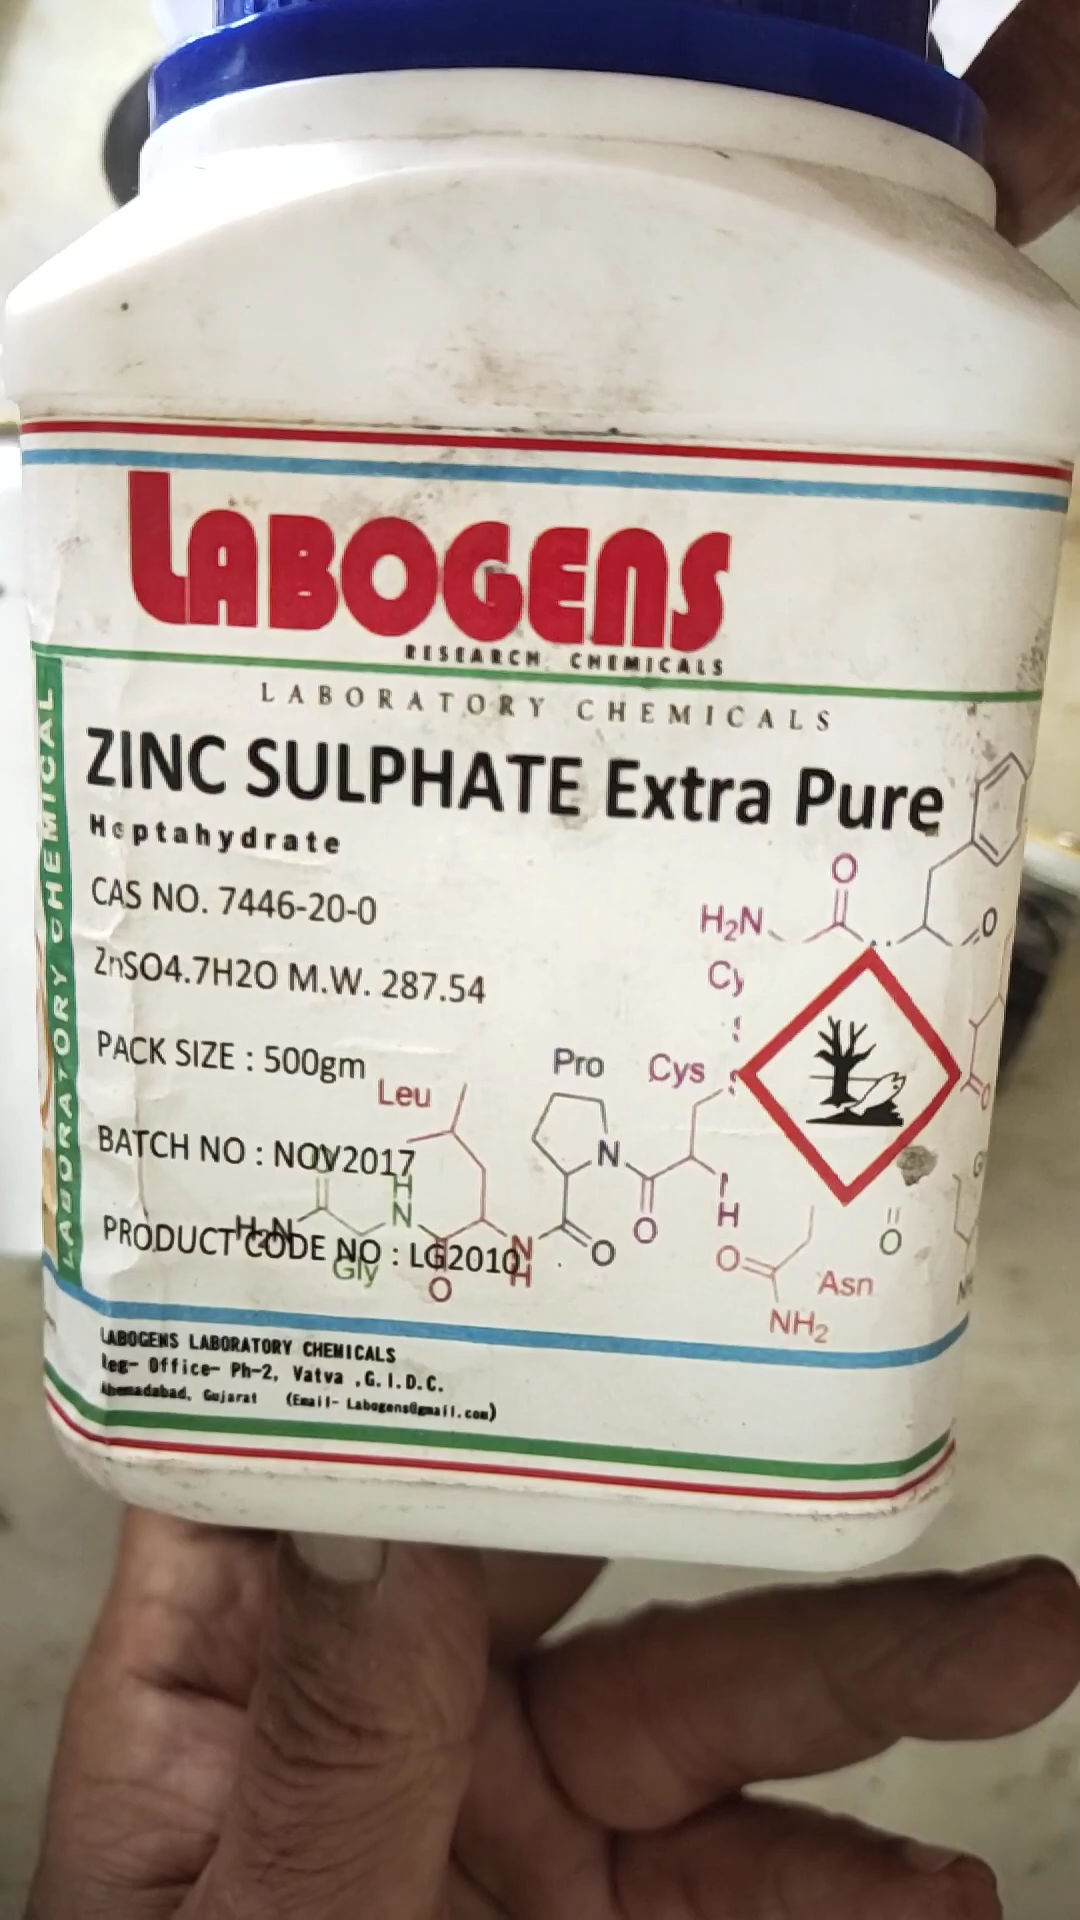 LABOGENS
RESEARCH CHEMICALS
LABORATORY CHEMICALS
LABORATORY CHEMICAL
ZINC SULPHATE Extra Pure
Heptahydrate
CAS NO. 7446-20-0
ZnSO4.7H2O M.W. 287.54
PACK SIZE : 500gm
BATCH NO : NOV2017
PRODUCT CODE NO : LG2010
O
H2N
O
Cy
Pro
Cys
Leu
N
O
H
N
H
H2N
O
N
H
O
Gly
O
O
O
Asn
NH2
LABOGENS LABORATORY CHEMICALS
Reg- Office- Ph-2, Vatva ,G.I.D.C.
Ahemadabad, Gujarat (Email- Labogens@gmail.com)